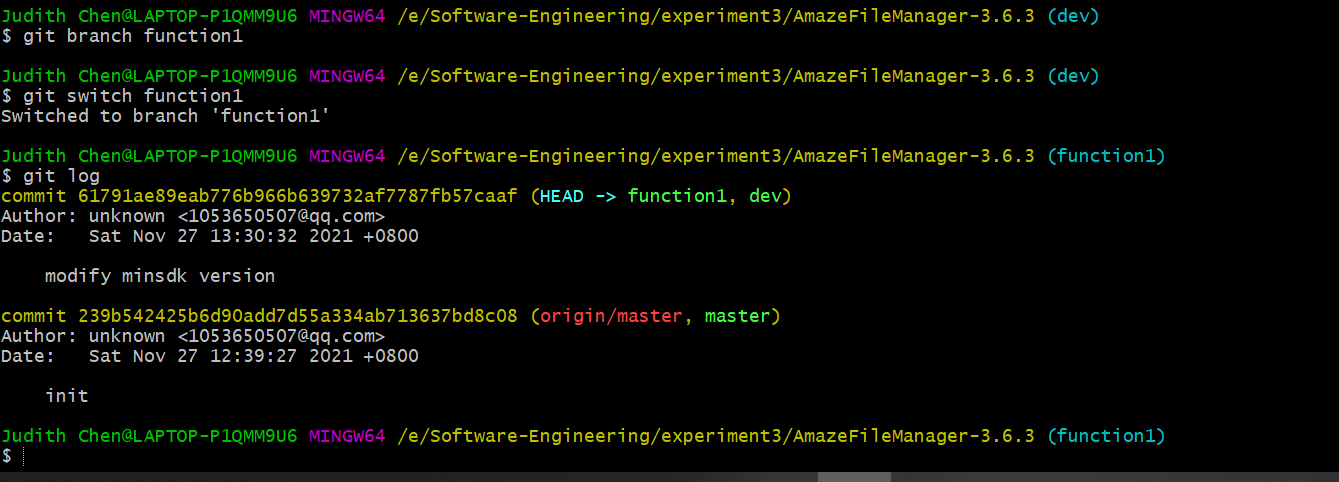 Judith Chen@LAPTOP-P1QMM9U6 MINGW64 /e/Software-Engineering/experiment3/AmazeFileManager-3.6.3 (dev)
$ git branch function1
Judith Chen@LAPTOP-P1QMM9U6 MINGW64 /e/Software-Engineering/experiment3/AmazeFileManager-3.6.3 (dev)
$ git switch function1
Switched to branch 'function1'
Judith Chen@LAPTOP-P1QMM9U6 MINGW64 /e/Software-Engineering/experiment3/AmazeFileManager-3.6.3 (function1)
$ git log
commit 61791ae89eab776b966b639732af7787fb57caaf (HEAD -> function1, dev)
Author: unknown <1053650507@qq.com>
Date:   Sat Nov 27 13:30:32 2021 +0800
    modify minsdk version
commit 239b542425b6d90add7d55a334ab713637bd8c08 (origin/master, master)
Author: unknown <1053650507@qq.com>
Date:   Sat Nov 27 12:39:27 2021 +0800
    init
Judith Chen@LAPTOP-P1QMM9U6 MINGW64 /e/Software-Engineering/experiment3/AmazeFileManager-3.6.3 (function1)
$